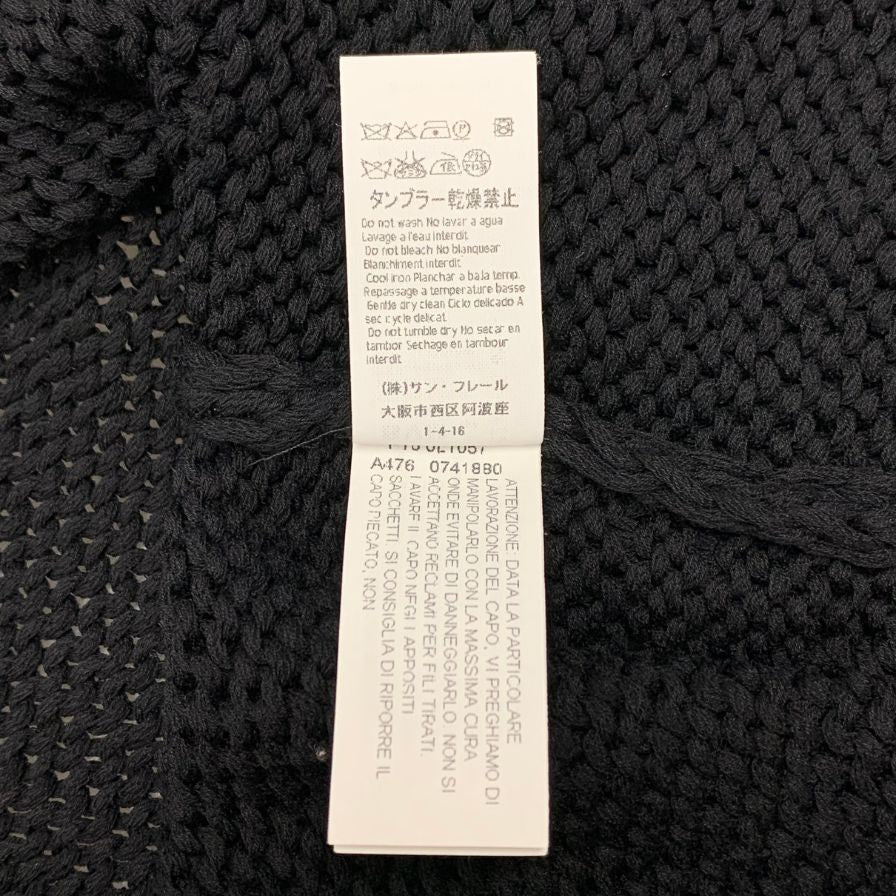 タンブラー乾燥禁止
Do not wash No lavar a agua
Lavage a l'eau interdit
Do not bleach No blanquear
Blanchiment interdit
Cool iron Planchar a baja temp.
Repassage a temperature basse
Gentle dry clean Ciclo delicado A
sec cycle delicat
Do not tumble dry No secar en
tambor Sechage en tambour
interdit
(株)サン・フレール
大阪市西区阿波座
1-4-16
A476 0741880
ATTENZIONE: DATA LA PARTICOLARE
LAVORAZIONE DEL CAPO, VI PREGHIAMO DI
MANIPOLARLO CON LA MASSIMA CURA
ONDE EVITARE DI DANNEGGIARLO. NON SI
ACCETTANO RECLAMI PER FILI TIRATI.
LAVARE IL CAPO NEGLI APPOSITI
SACCHETTI. SI CONSIGLIA DI RIPORRE IL
CAPO PIECATO, NON